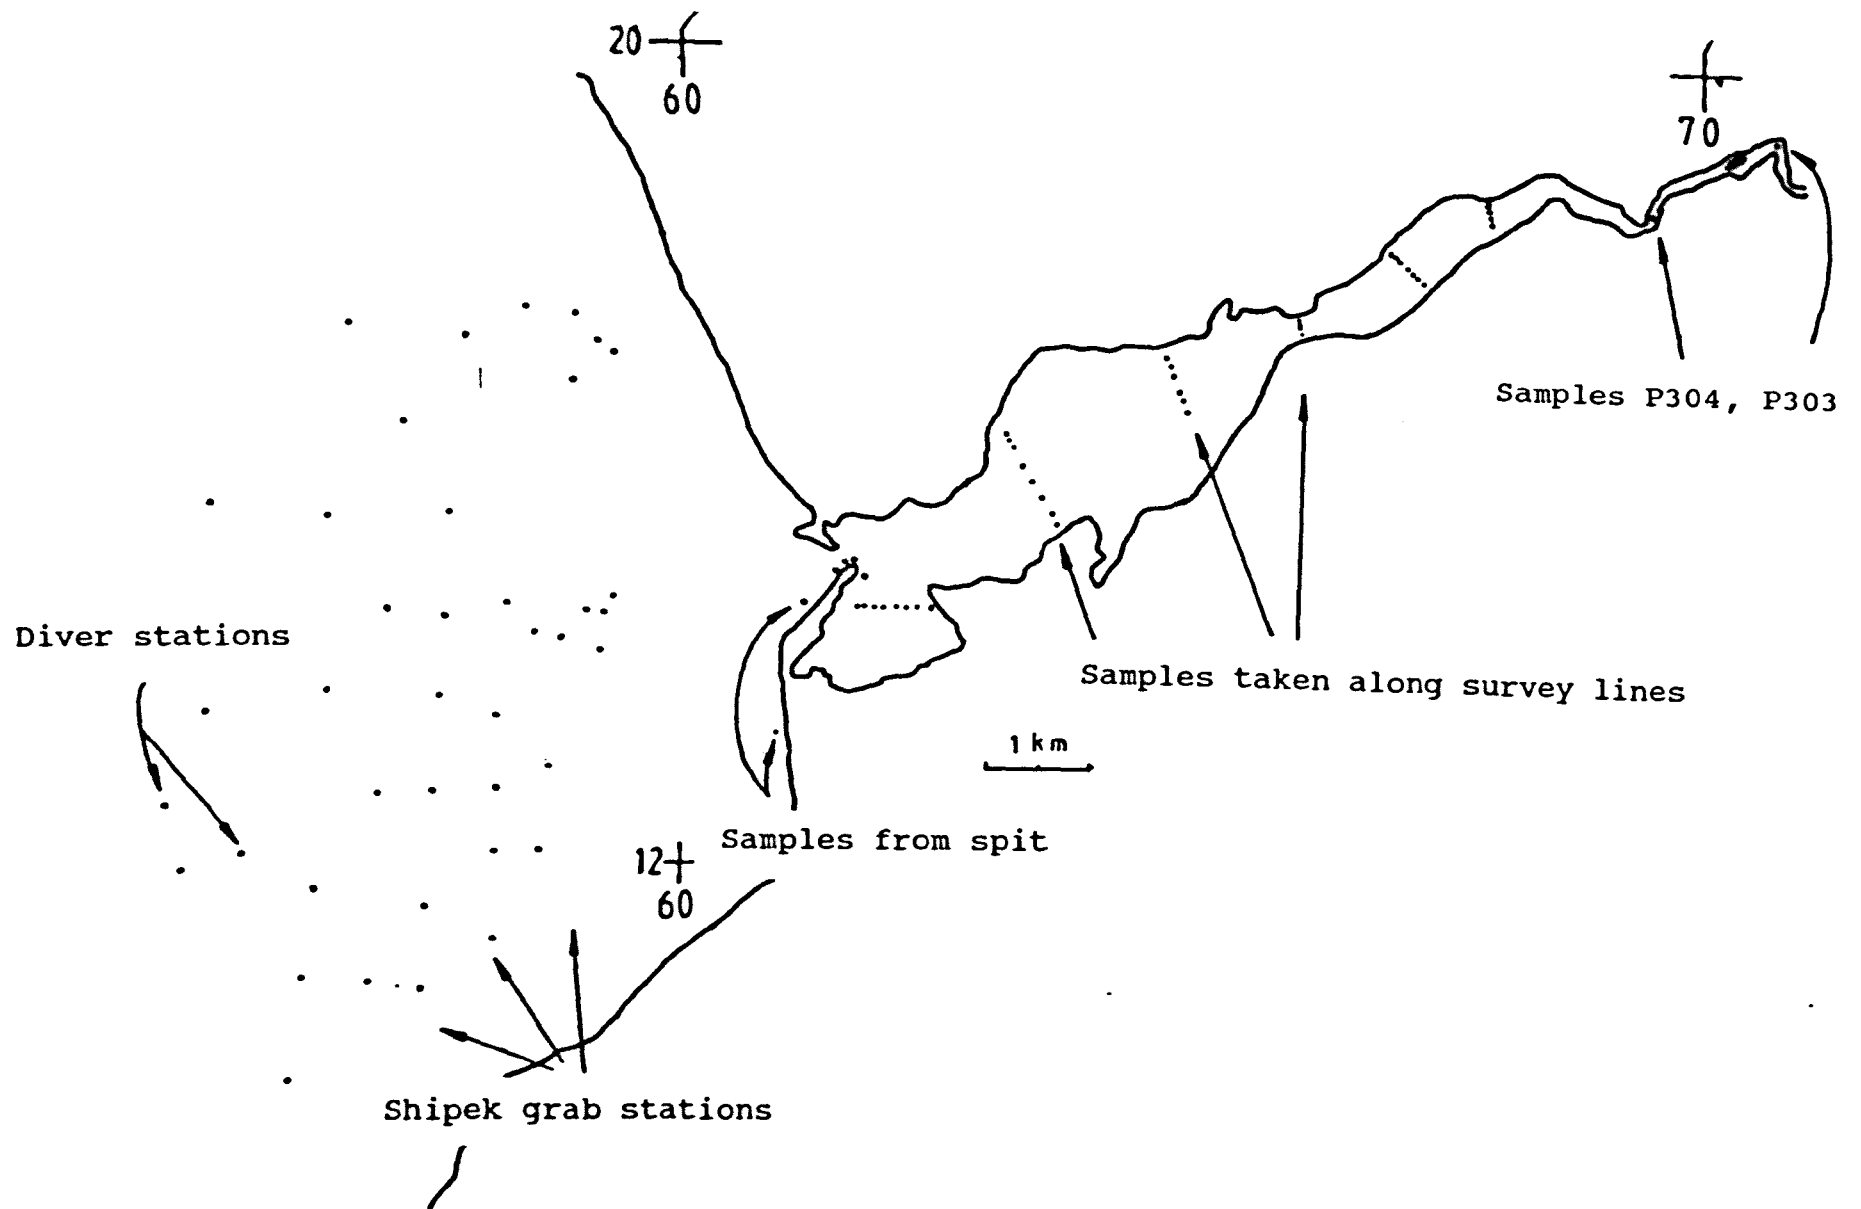 20
60
70
Samples P304, P303
Diver stations
Samples taken along survey lines
1 km
Samples from spit
12
60
Shipek grab stations